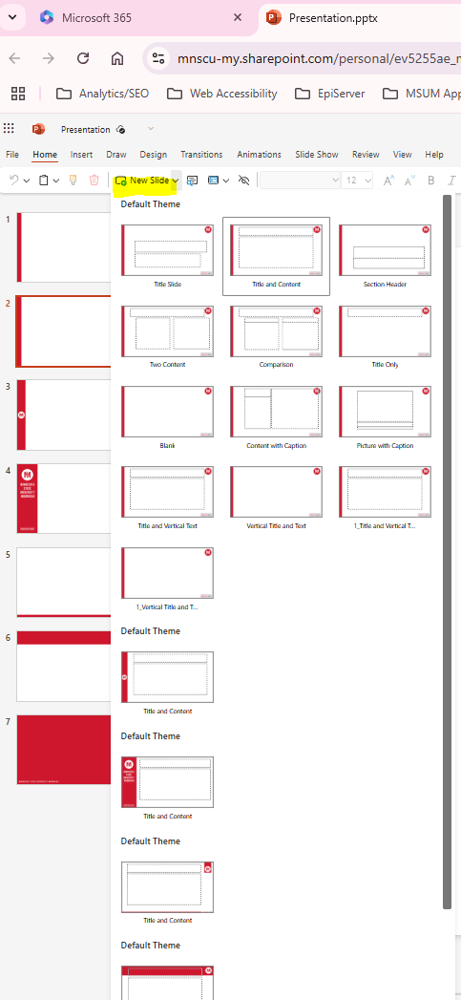 Microsoft 365
Presentation.pptx
mnscu-my.sharepoint.com/personal/ev5255ae_m
Analytics/SEO Web Accessibility EpiServer MSUM App
Presentation
File Home Insert Draw Design Transitions Animations Slide Show Review View Help
New Slide 12 A A B I
Default Theme
1
Title Slide Title and Content Section Header
2
Two Content Comparison Title Only
3
Blank Content with Caption Picture with Caption
4
MINNESOTA
STATE
UNIVERSITY
MOORHEAD
Title and Vertical Text Vertical Title and Text 1_Title and Vertical T...
5
1_Vertical Title and T...
6
Default Theme
Title and Content
7
Default Theme
Title and Content
Default Theme
Title and Content
Default Theme